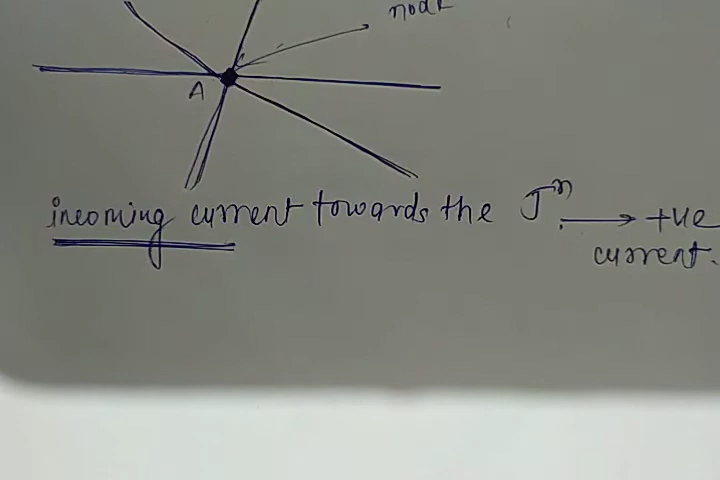 node
A
incoming current towards the Jn. → +ve
current.